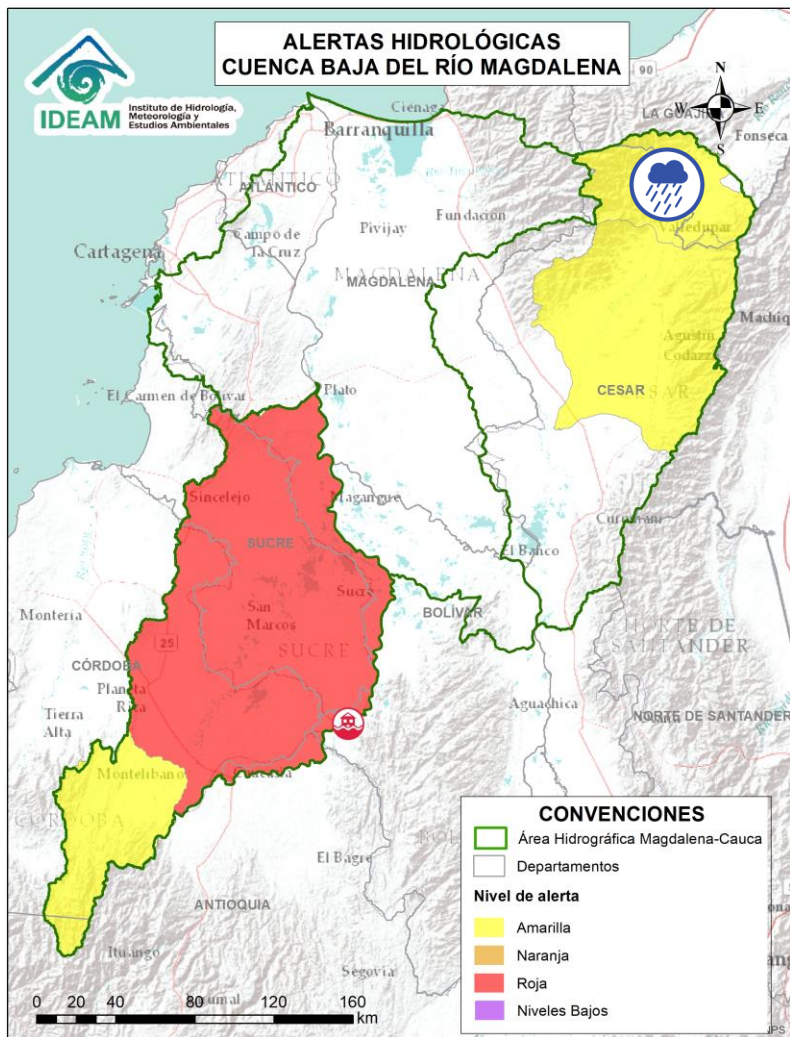 ALERTAS HIDROLÓGICAS
CUENCA BAJA DEL RÍO MAGDALENA
IDEAM
Instituto de Hidrología,
Meteorología y
Estudios Ambientales
N
W
E
S
90
LA GUAJIRA
Fonseca
Ciénaga
Barranquilla
ATLÁNTICO
Valledupar
Campo de
la Cruz
Pivijay
Fundación
Cartagena
MAGDALENA
MAGDALENA
Agustín
Codazzi
CESAR
El Carmen de Bolívar
Plato
Sincelejo
Magangué
SUCRE
Curumaní
El Banco
Sucre
San
Marcos
BOLÍVAR
Montería
SUCRE
NORTE DE
SANTANDER
25
CÓRDOBA
Planeta
Rica
Tierra
Alta
Aguachica
NORTE DE SANTANDER
Montelíbano
CÓRDOBA
El Bagre
ANTIOQUIA
Ituango
Segovia
CONVENCIONES
Área Hidrográfica Magdalena-Cauca
Departamentos
Nivel de alerta
Amarilla
Naranja
Roja
Niveles Bajos
0 20 40 80 120 160
km